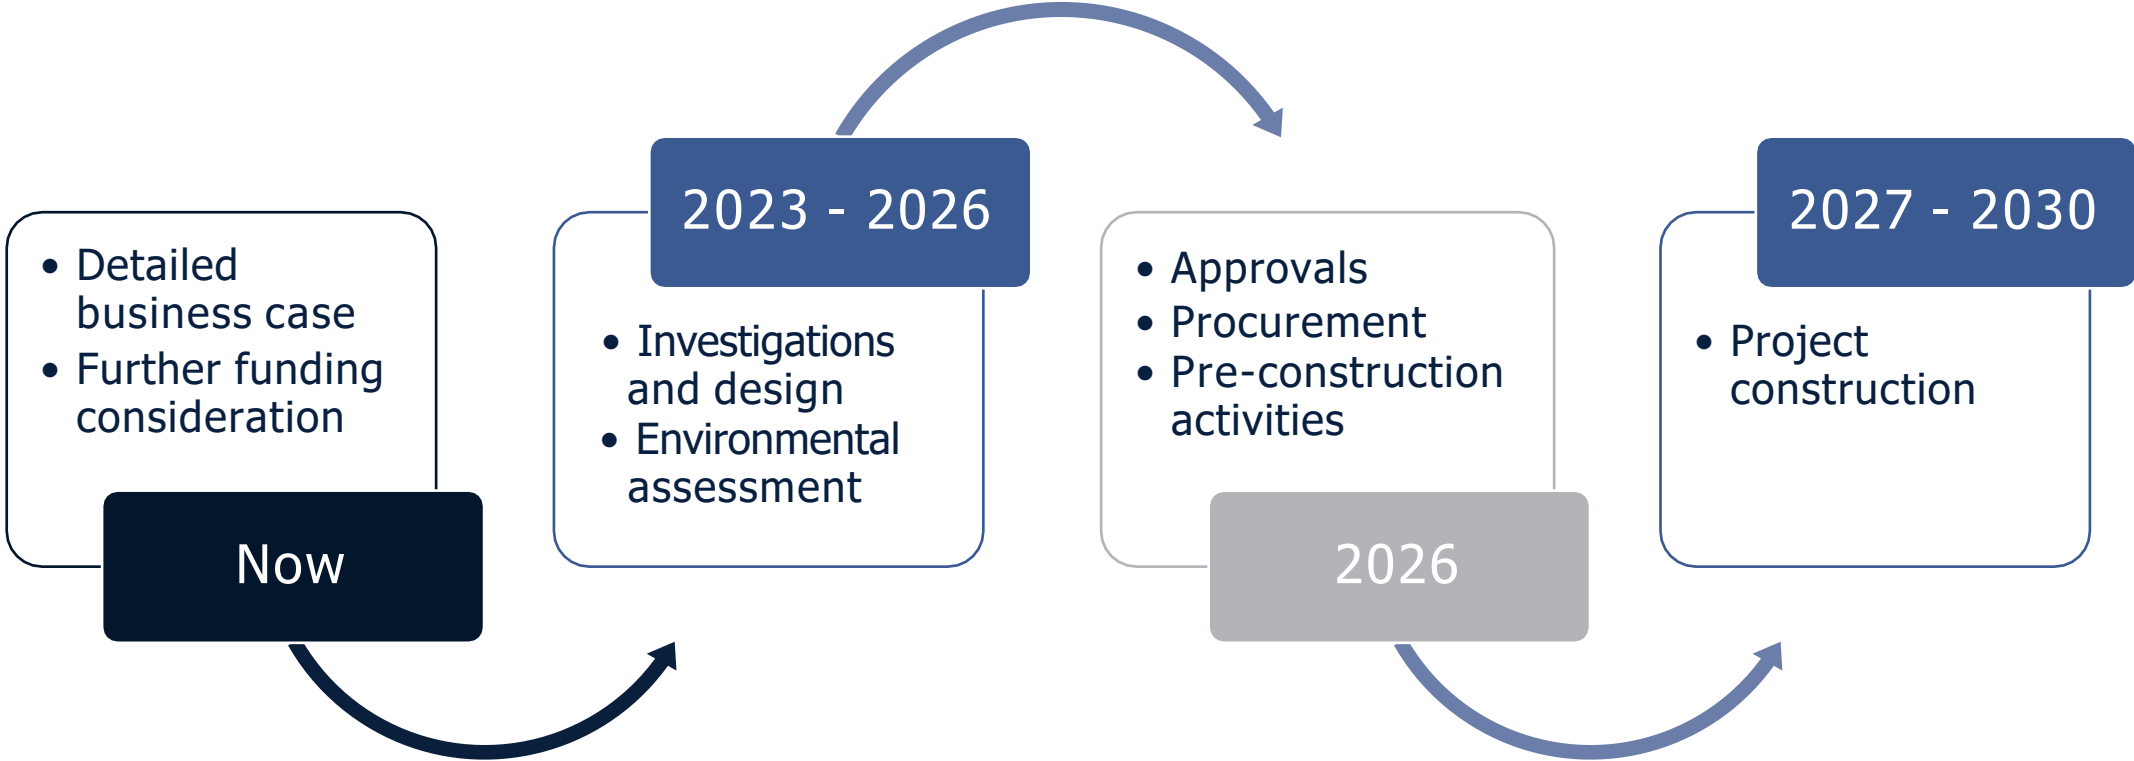 • Detailed
business case
• Further funding
consideration
Now
2023 - 2026
• Investigations
and design
• Environmental
assessment
• Approvals
• Procurement
• Pre-construction
activities
2026
2027 - 2030
• Project
construction